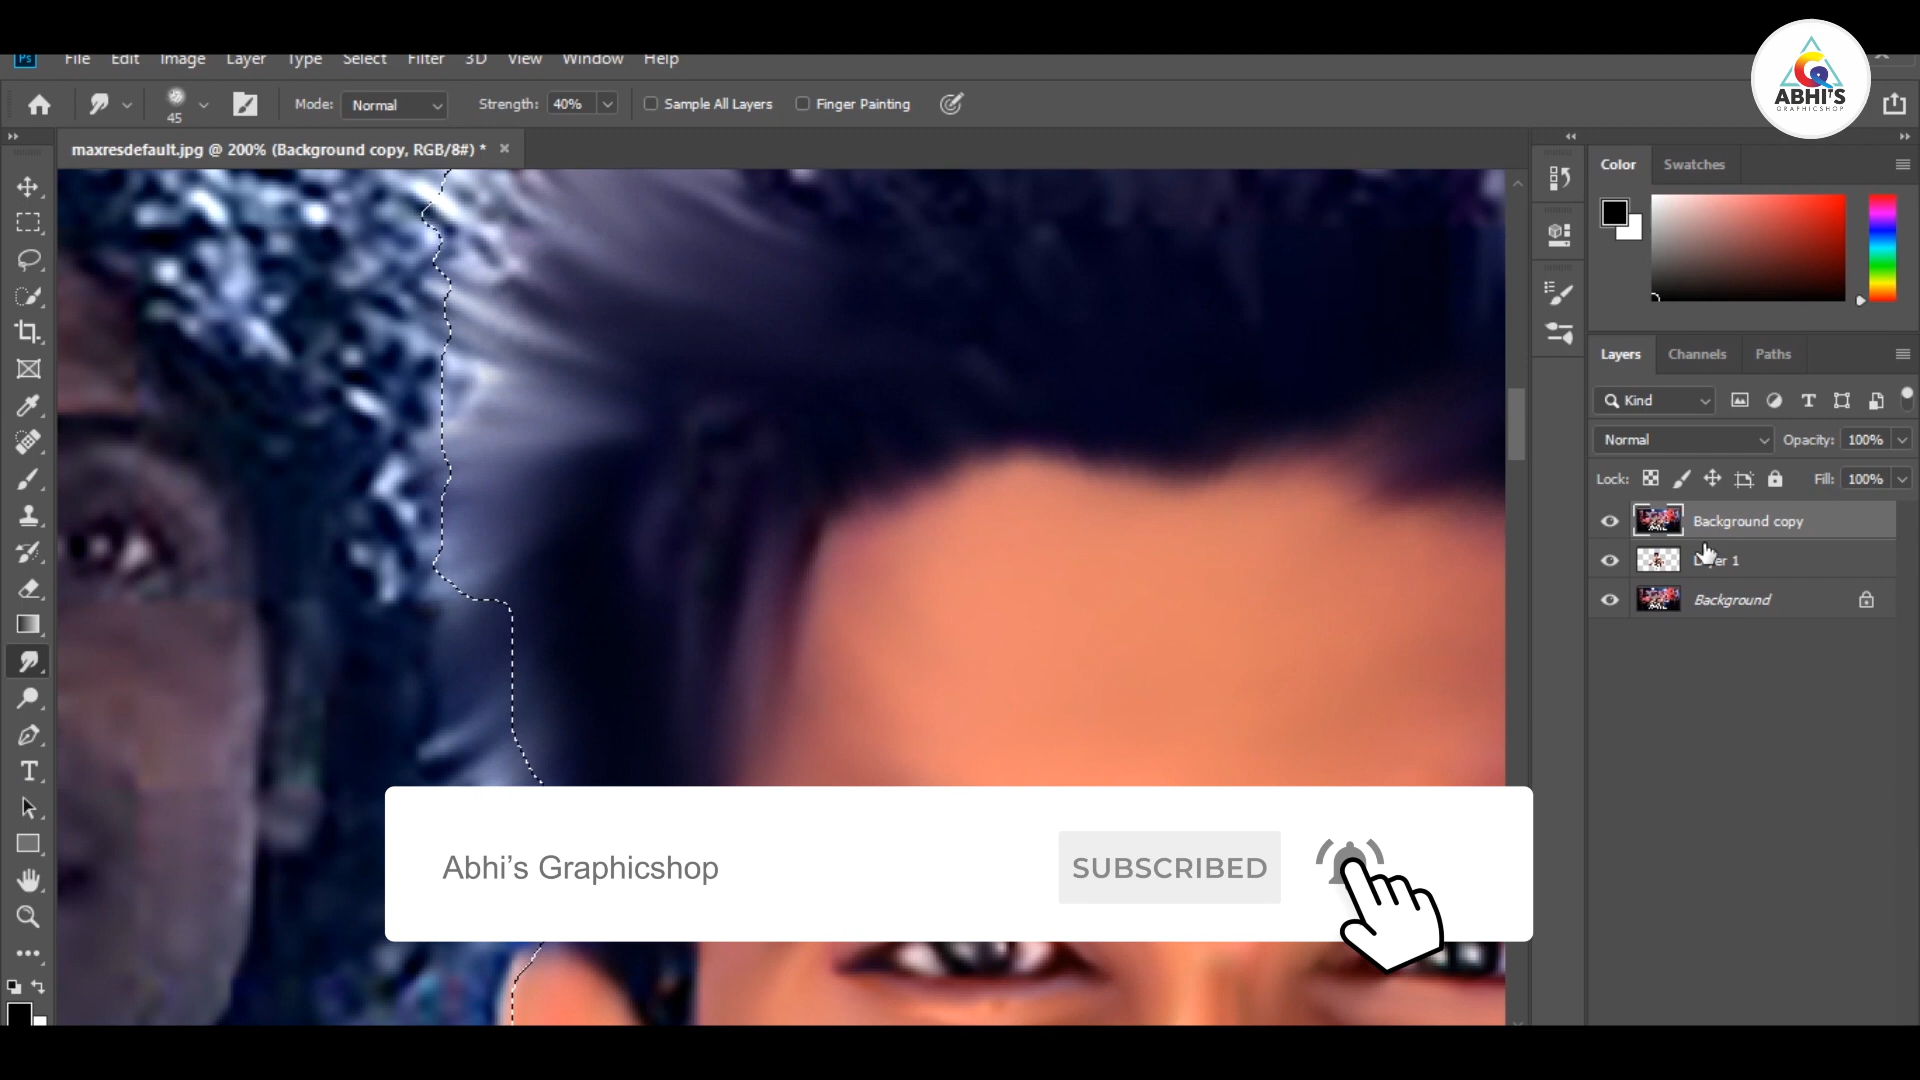 Ps File Edit Image Layer Type Select Filter 3D View Window Help
45 Mode: Normal Strength: 40% Sample All Layers Finger Painting
ABHI'S
GRAPHICSHOP
maxresdefault.jpg @ 200% (Background copy, RGB/8#) * ×
Color Swatches
Layers Channels Paths
Kind
Normal Opacity: 100%
Lock: Fill: 100%
Background copy
Layer 1
Background
Abhi’s Graphicshop SUBSCRIBED